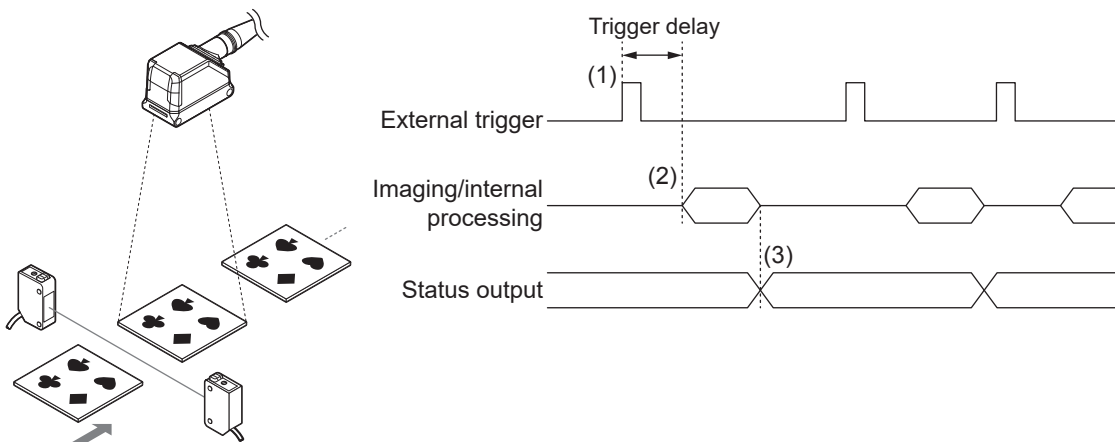 Trigger delay
(1)
External trigger
(2)
Imaging/internal
processing
(3)
Status output